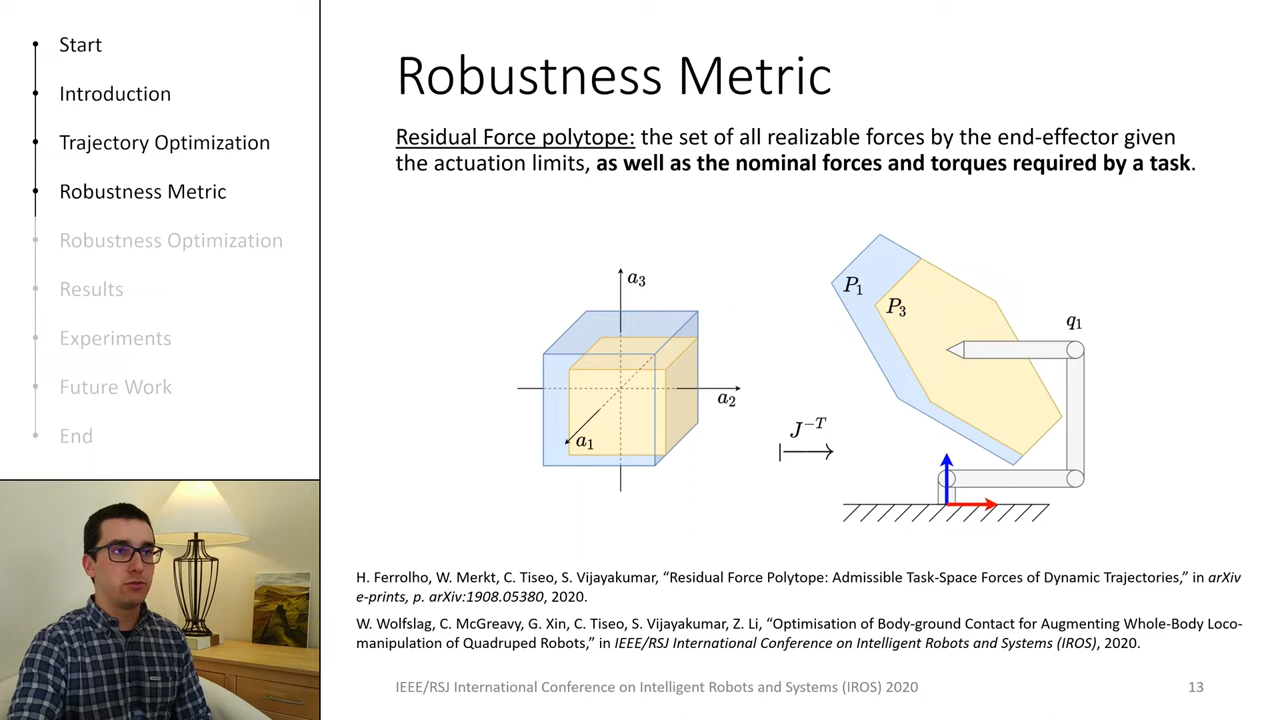 Start
Introduction
Trajectory Optimization
Robustness Metric
Robustness Optimization
Results
Experiments
Future Work
End
Robustness Metric
Residual Force polytope: the set of all realizable forces by the end-effector given
the actuation limits, as well as the nominal forces and torques required by a task.
a₃
a₂
a₁
J⁻ᵀ
P₁
P₃
q₁
H. Ferrolho, W. Merkt, C. Tiseo, S. Vijayakumar, “Residual Force Polytope: Admissible Task-Space Forces of Dynamic Trajectories,” in arXiv
e-prints, p. arXiv:1908.05380, 2020.
W. Wolfslag, C. McGreavy, G. Xin, C. Tiseo, S. Vijayakumar, Z. Li, “Optimisation of Body-ground Contact for Augmenting Whole-Body Loco-
manipulation of Quadruped Robots,” in IEEE/RSJ International Conference on Intelligent Robots and Systems (IROS), 2020.
IEEE/RSJ International Conference on Intelligent Robots and Systems (IROS) 2020
13